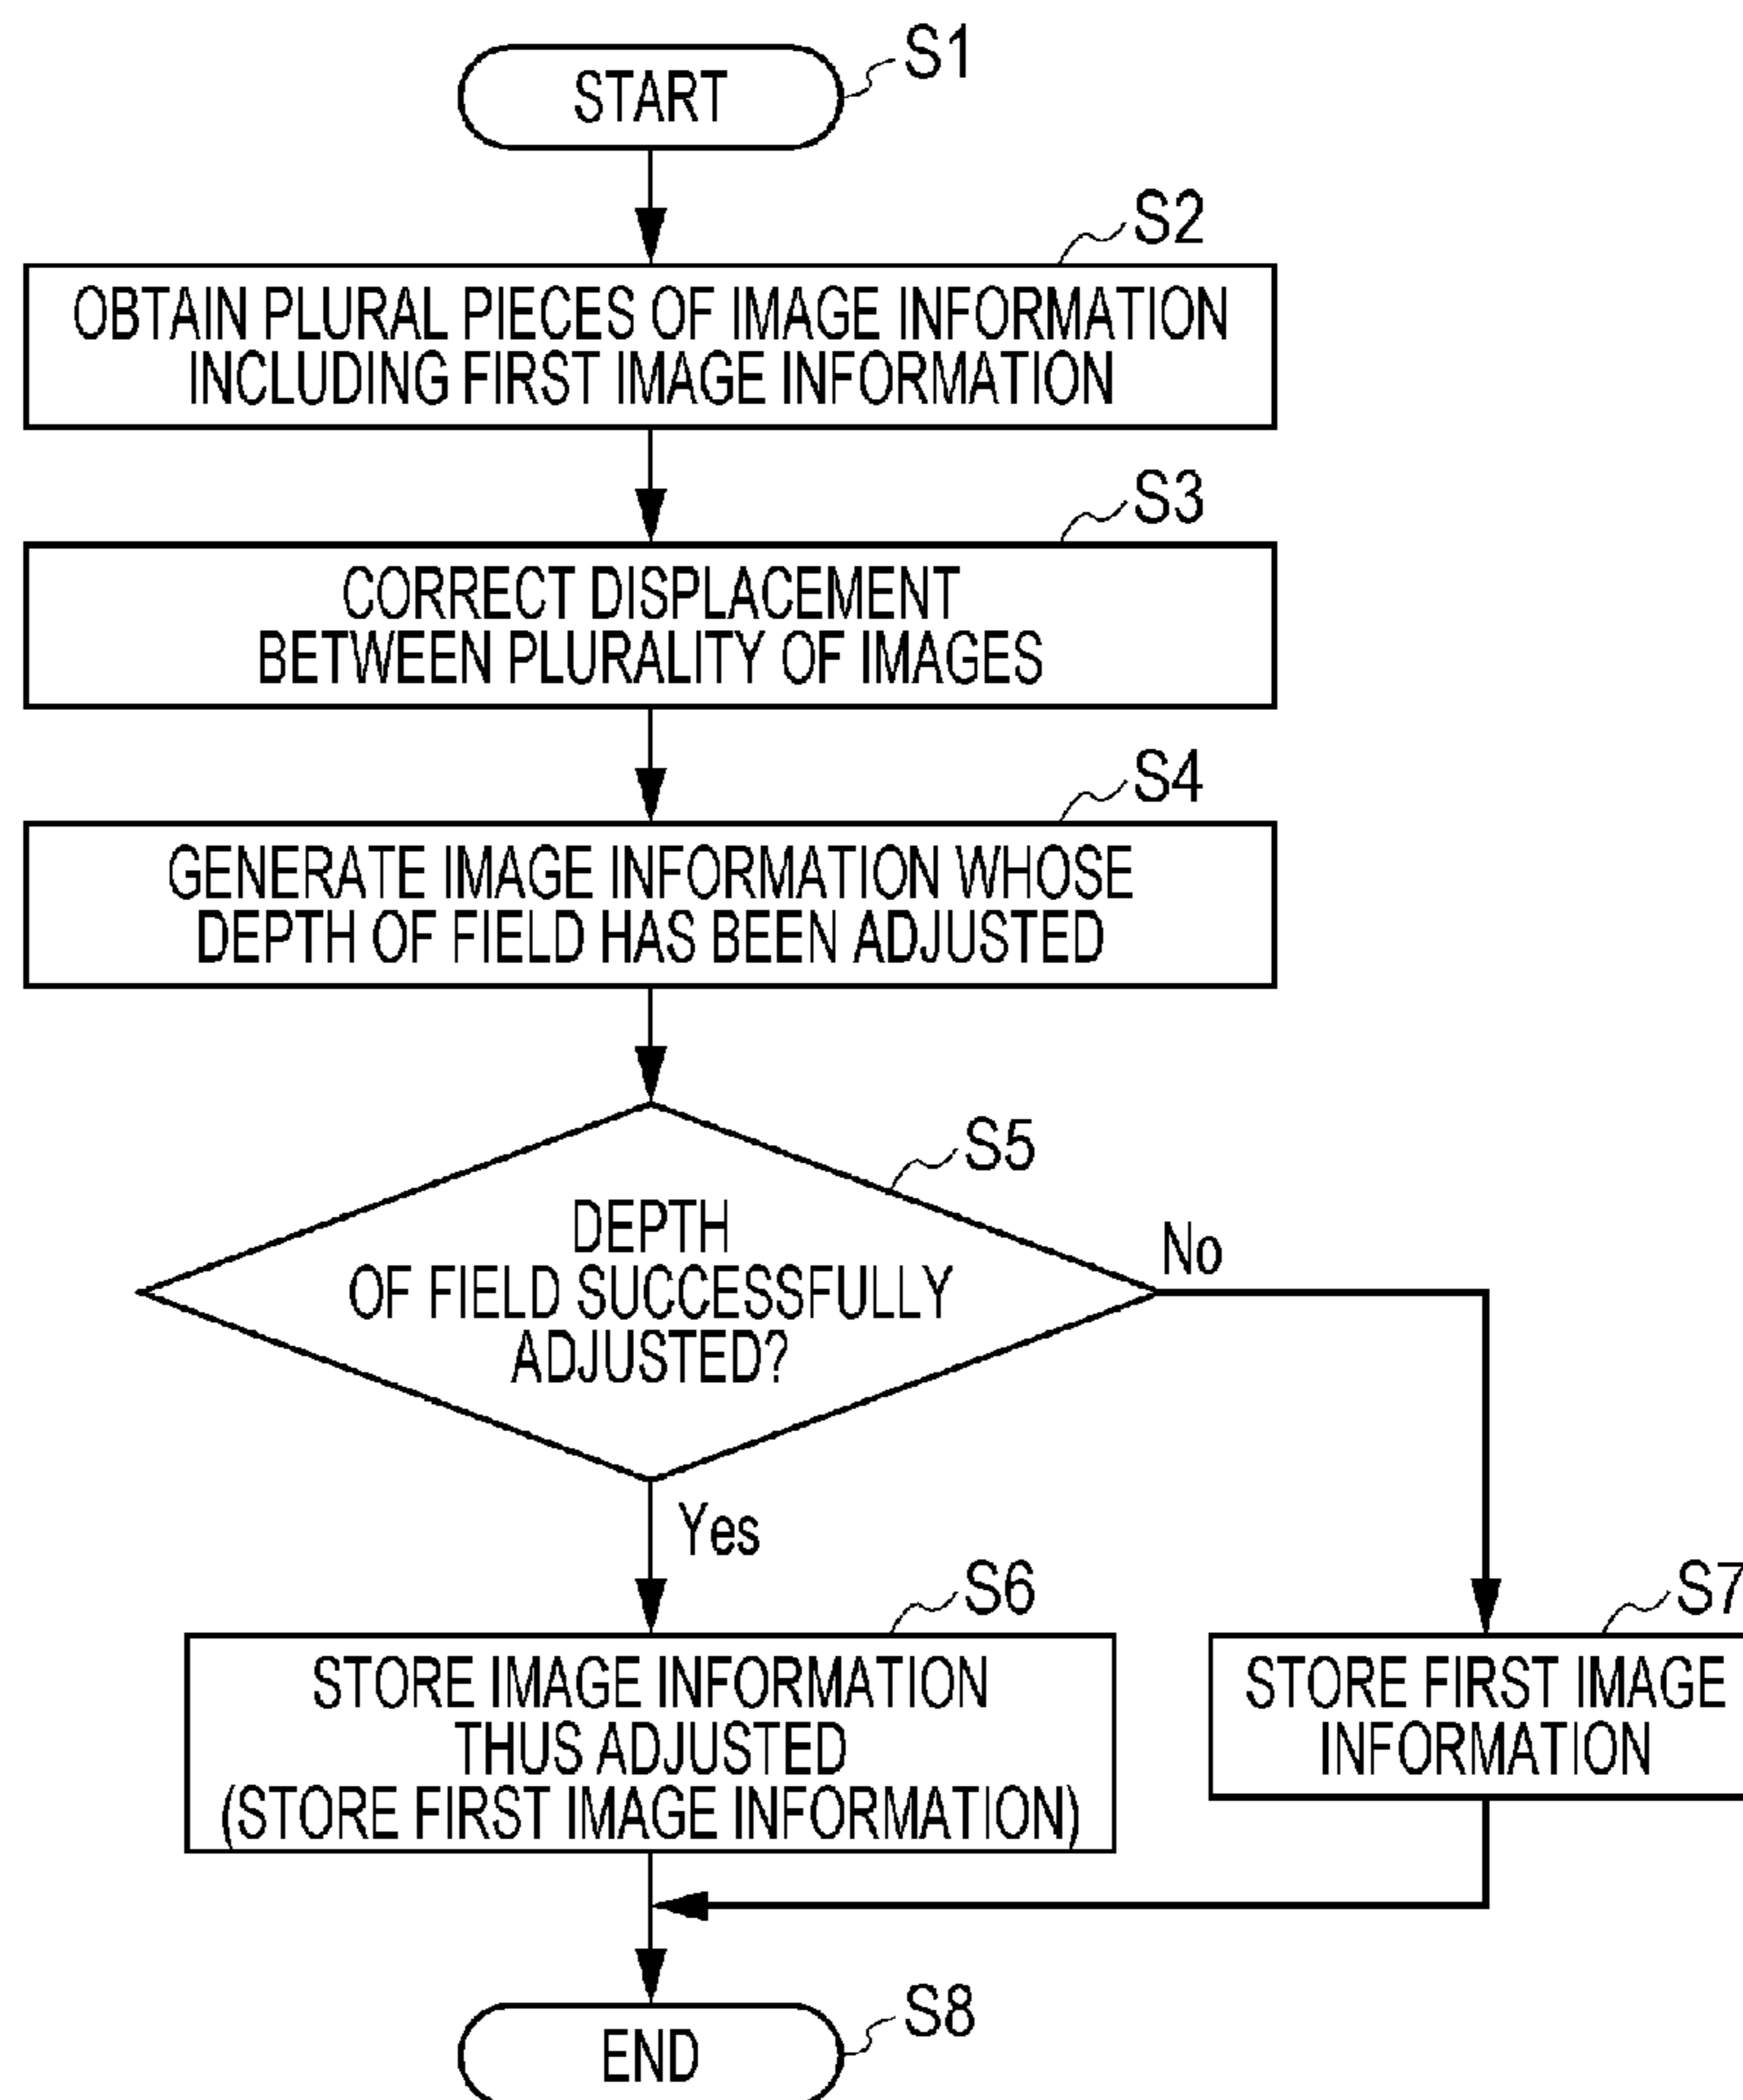 START
S1
S2
OBTAIN PLURAL PIECES OF IMAGE INFORMATION
INCLUDING FIRST IMAGE INFORMATION
S3
CORRECT DISPLACEMENT
BETWEEN PLURALITY OF IMAGES
S4
GENERATE IMAGE INFORMATION WHOSE
DEPTH OF FIELD HAS BEEN ADJUSTED
S5
DEPTH
OF FIELD SUCCESSFULLY
ADJUSTED?
No
Yes
S6
STORE IMAGE INFORMATION
THUS ADJUSTED
(STORE FIRST IMAGE INFORMATION)
S7
STORE FIRST IMAGE
INFORMATION
S8
END